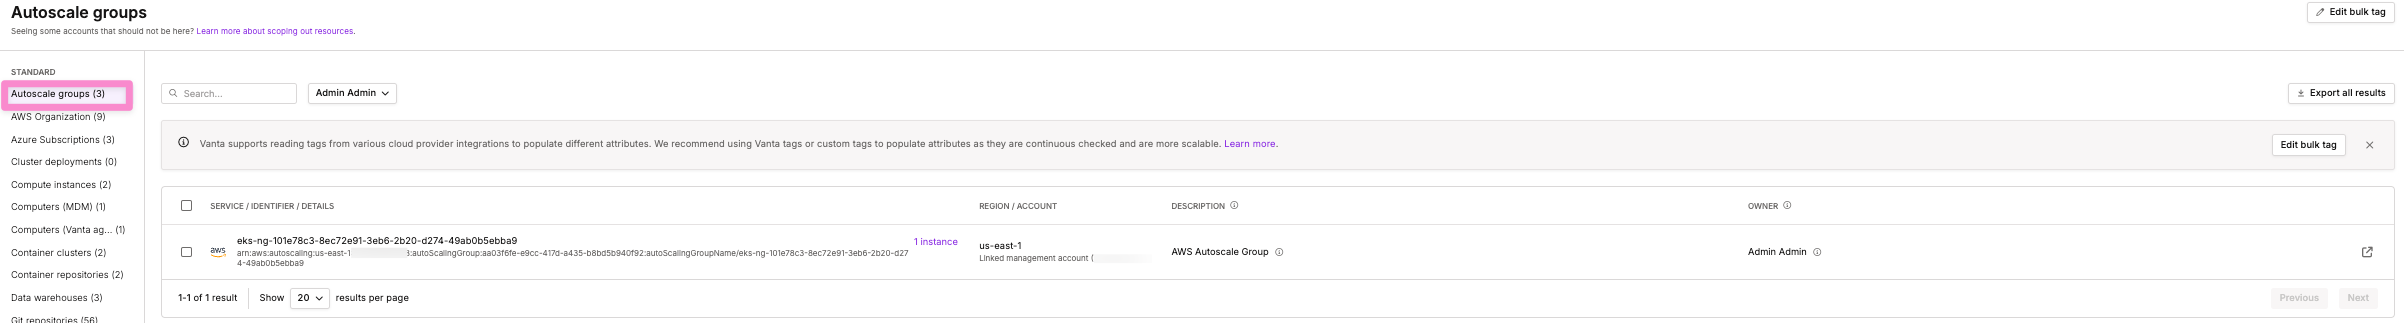 Autoscale groups
Edit bulk tag
Seeing some accounts that should not be here? Learn more about scoping out resources.
STANDARD
Autoscale groups (3)
AWS Organization (9)
Azure Subscriptions (3)
Cluster deployments (0)
Compute instances (2)
Computers (MDM) (1)
Computers (Vanta ag... (1)
Container clusters (2)
Container repositories (2)
Data warehouses (3)
Git repositories (56)
Search...
Admin Admin
Export all results
Vanta supports reading tags from various cloud provider integrations to populate different attributes. We recommend using Vanta tags or custom tags to populate attributes as they are continuous checked and are more scalable. Learn more.
Edit bulk tag
SERVICE / IDENTIFIER / DETAILS
REGION / ACCOUNT
DESCRIPTION
OWNER
aws
eks-ng-101e78c3-8ec72e91-3eb6-2b20-d274-49ab0b5ebba9
arn:aws:autoscaling:us-east-1 :autoScalingGroup:aa03f6fe-e9cc-417d-a435-b8bd5b940f92:autoScalingGroupName/eks-ng-101e78c3-8ec72e91-3eb6-2b20-d27
4-49ab0b5ebba9
1 instance
us-east-1
Linked management account (
AWS Autoscale Group
Admin Admin
1-1 of 1 result
Show 20 results per page
Previous
Next